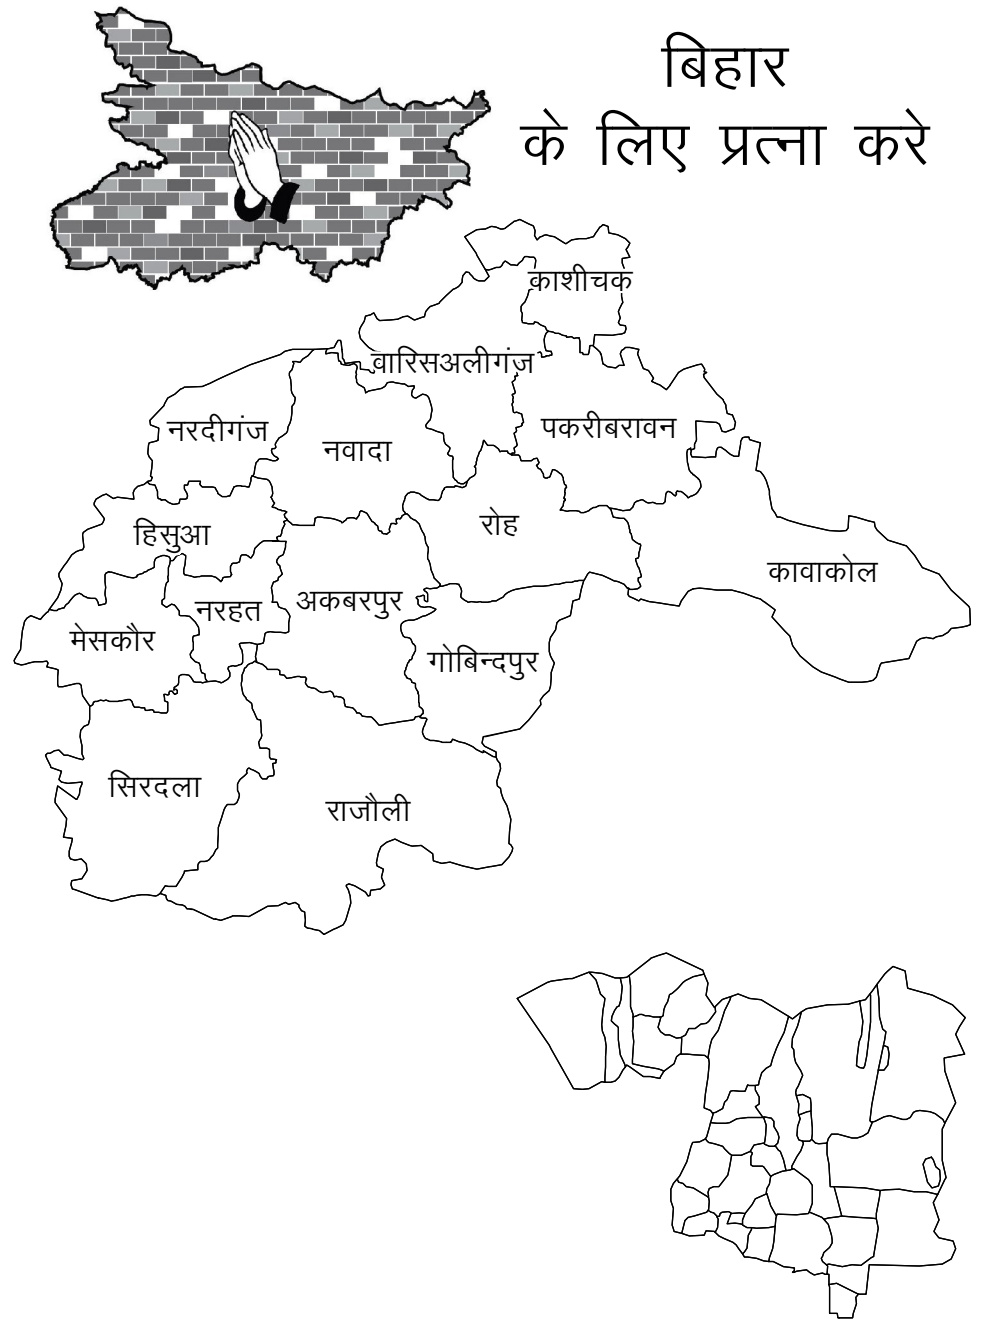 बिहार
के लिए प्रत्ना करे
काशीचक
वारिसअलीगंज
नरदीगंज
नवादा
पकरीबरावन
हिसुआ
रोह
कावाकोल
नरहत
अकबरपुर
मेसकौर
गोबिन्दपुर
सिरदला
राजौली